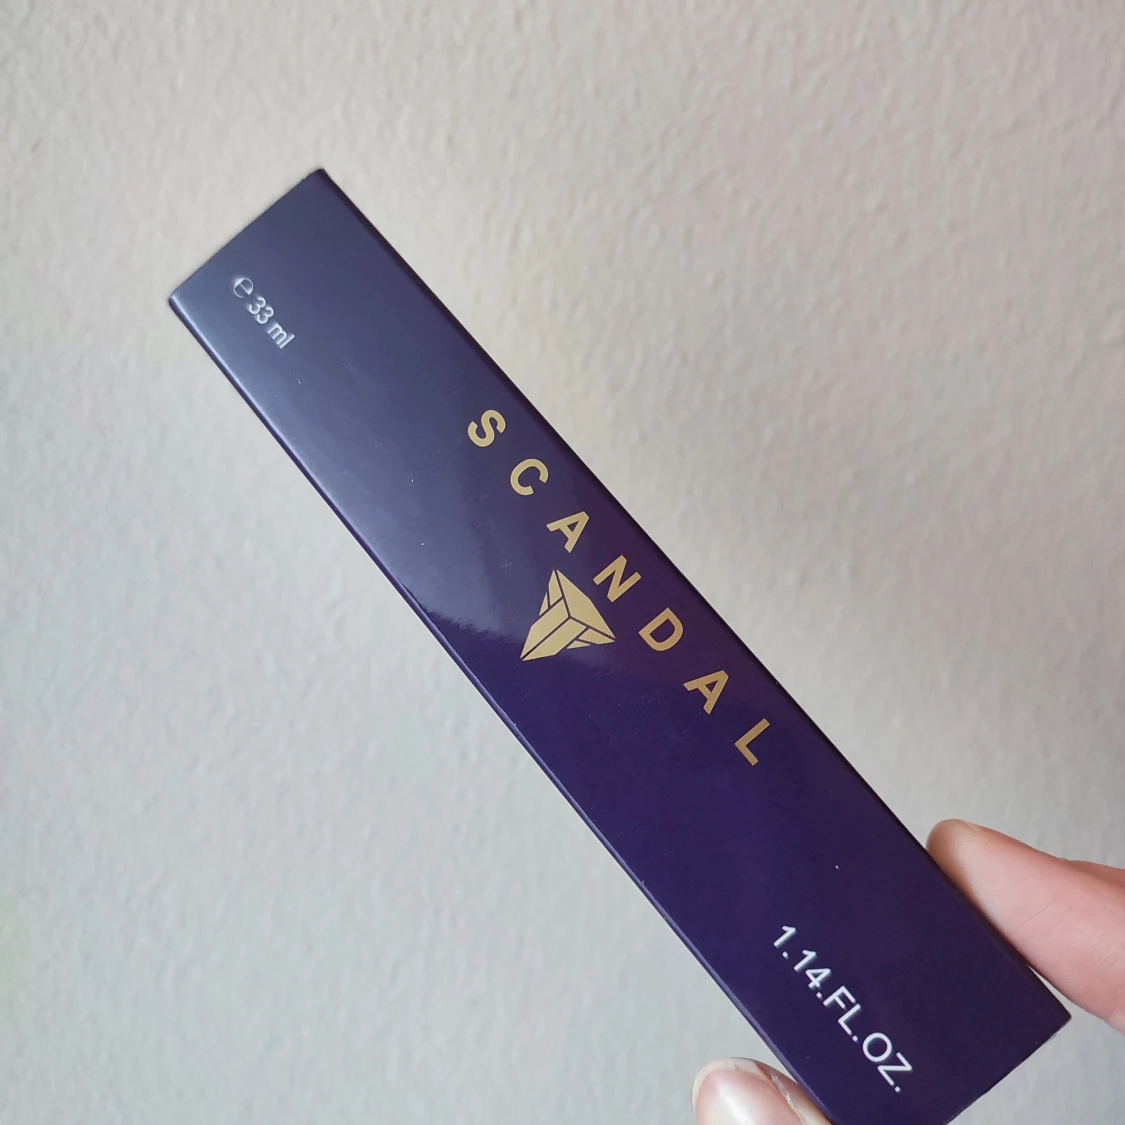 ℮ 33 ml
SCANDAL
1.14.FL.OZ.